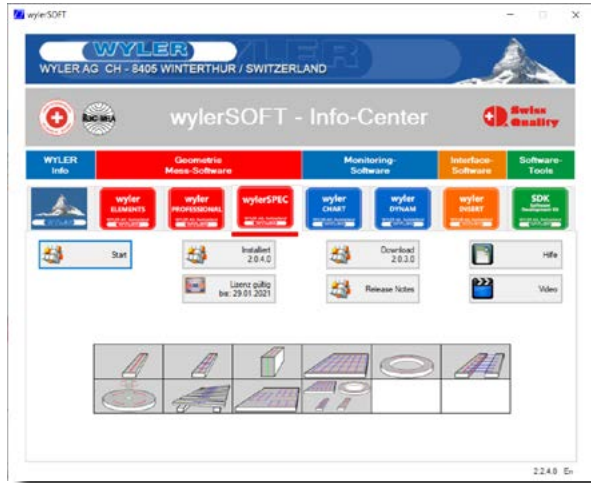 wylerSOFT
WYLER
WYLER AG CH - 8405 WINTERTHUR / SWITZERLAND
wylerSOFT - Info-Center
Swiss
Quality
WYLER
Info
Geometrie
Mess-Software
Monitoring-
Software
Interface-
Software
Software-
Tools
wyler
ELEMENTS
wyler
PROFESSIONAL
wylerSPEC
wyler
CHART
wyler
DYNAM
wyler
INSERT
SDK
Start
Installiert
2.0.4.0
Download
2.0.3.0
Hilfe
Lizenz gültig
bis: 29.01.2021
Release Notes
Video
2.2.4.0 En